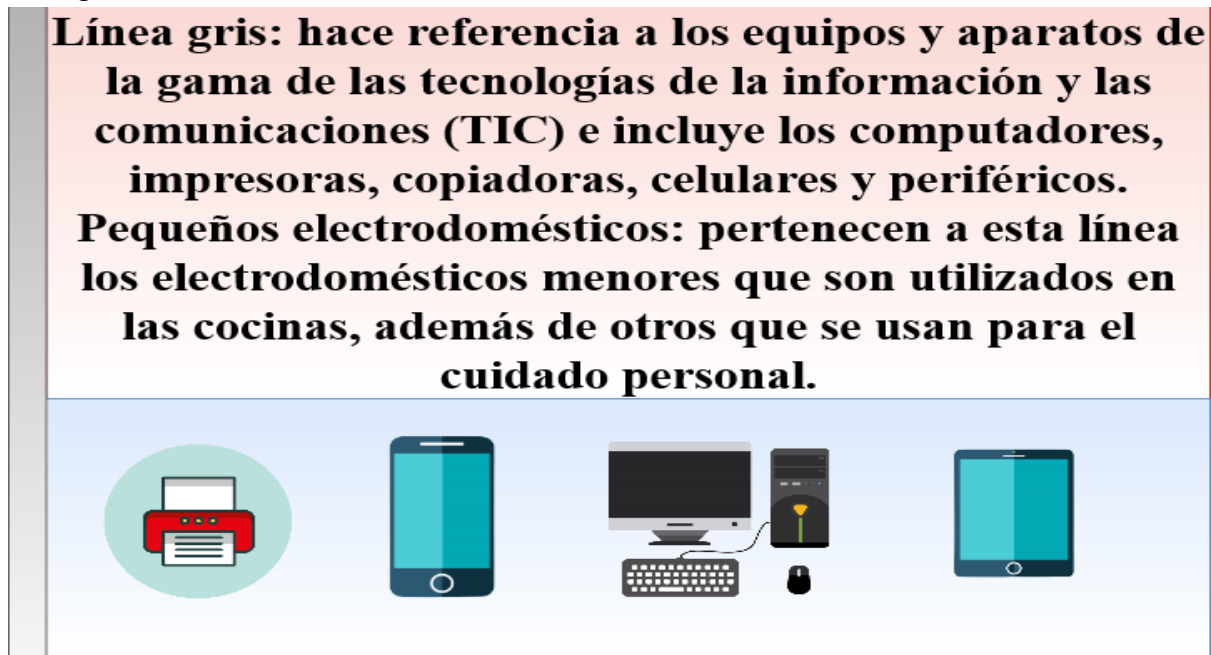 Línea gris: hace referencia a los equipos y aparatos de
la gama de las tecnologías de la información y las
comunicaciones (TIC) e incluye los computadores,
impresoras, copiadoras, celulares y periféricos.
Pequeños electrodomésticos: pertenecen a esta línea
los electrodomésticos menores que son utilizados en
las cocinas, además de otros que se usan para el
cuidado personal.